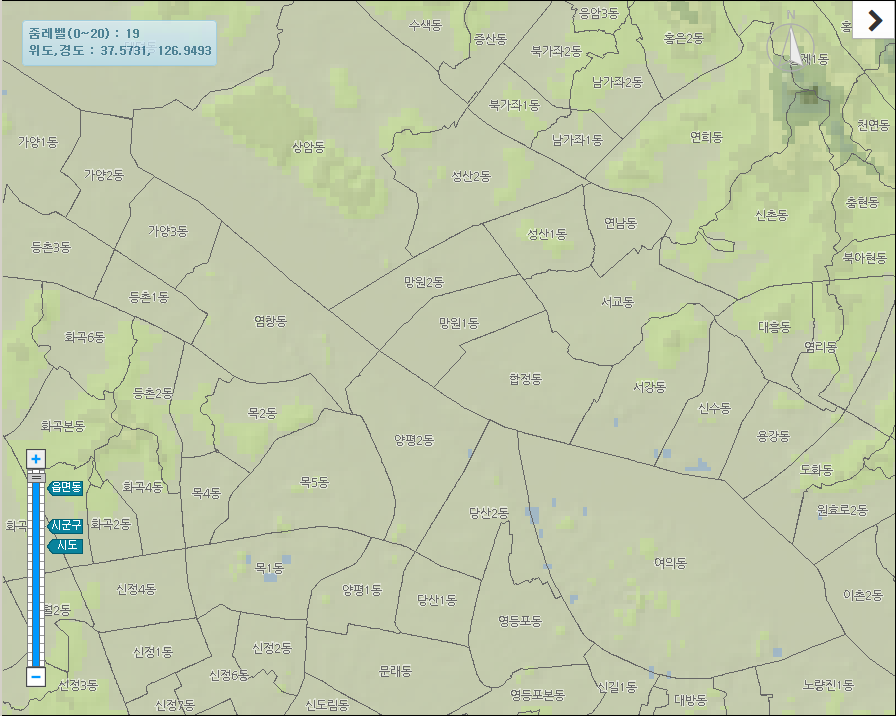 수색동
증산동
응암3동
홍은2동
홍
줌레벨(0~20) : 19
위도,경도 : 37.5731, 126.9493
북가좌2동
N
제1동
남가좌2동
북가좌1동
천연동
가양1동
상암동
남가좌1동
연희동
가양2동
성산2동
충현동
신촌동
가양3동
성산1동
연남동
등촌3동
북아현동
망원2동
등촌1동
서교동
염창동
망원1동
대흥동
화곡6동
염리동
합정동
등촌2동
서강동
신수동
목2동
화곡본동
양평2동
용강동
+
도화동
읍면동
화곡4동
목4동
목5동
당산2동
원효로2동
시군구
화곡
화곡2동
시도
목1동
여의동
신정4동
양평1동
당산1동
이촌2동
월2동
영등포동
신정1동
신정2동
신정6동
문래동
−
신정3동
신길1동
노량진1동
영등포본동
대방동
신정7동
신도림동